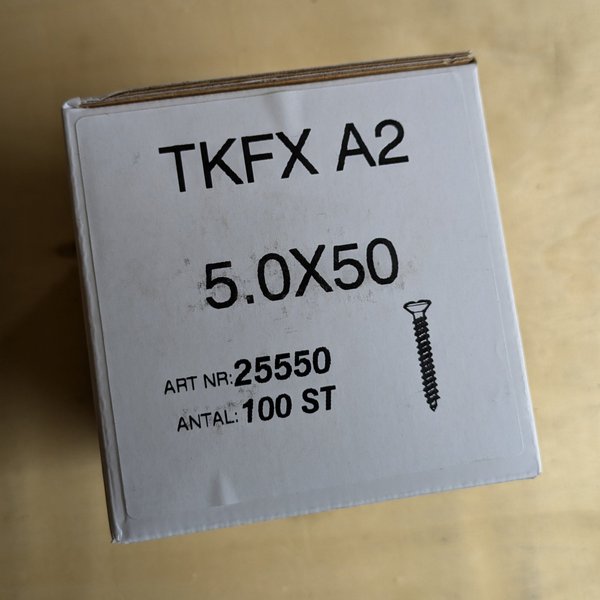 TKFX A2
5.0X50
ART NR:25550
ANTAL:100 ST